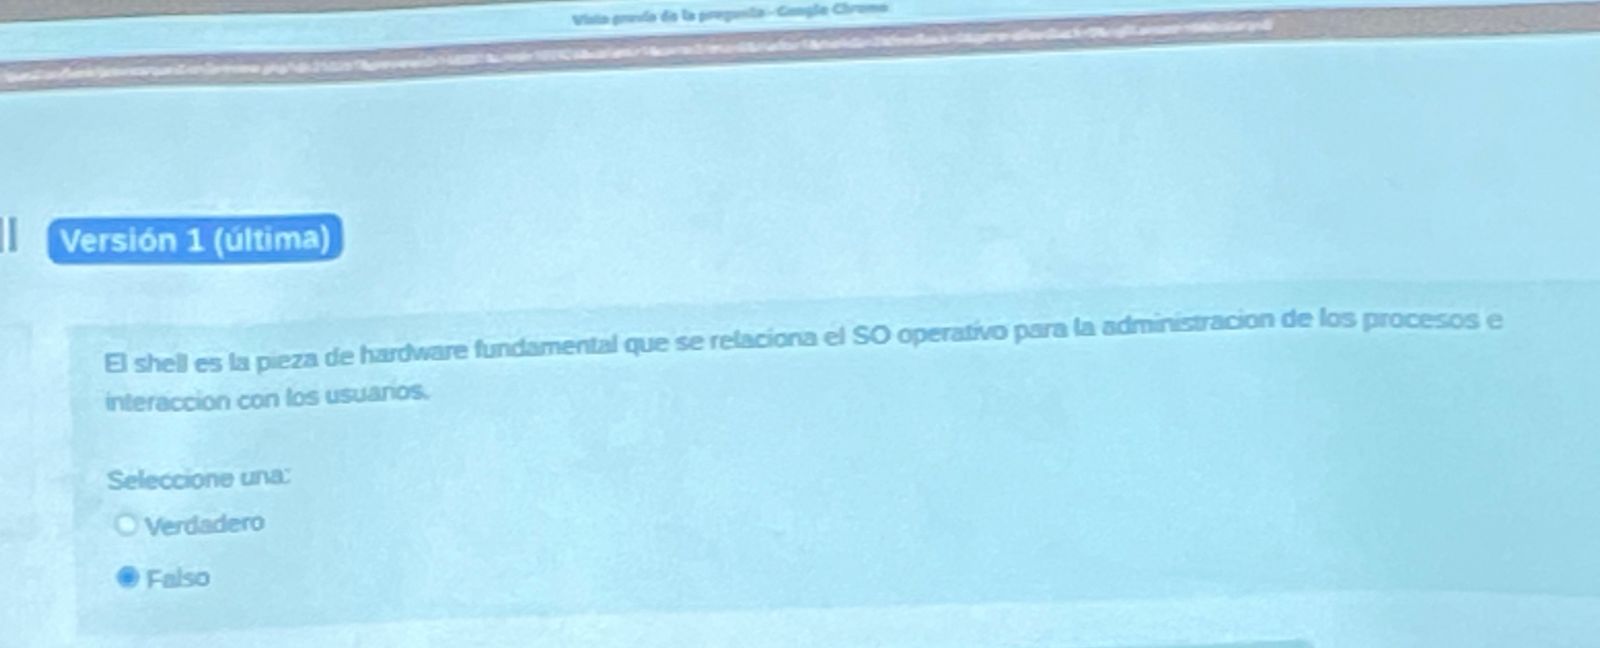 Vista previa de la pregunta - Google Chrome
Versión 1 (última)
El shell es la pieza de hardware fundamental que se relaciona el SO operativo para la administracion de los procesos e
interaccion con los usuarios.
Seleccione una:
Verdadero
Falso